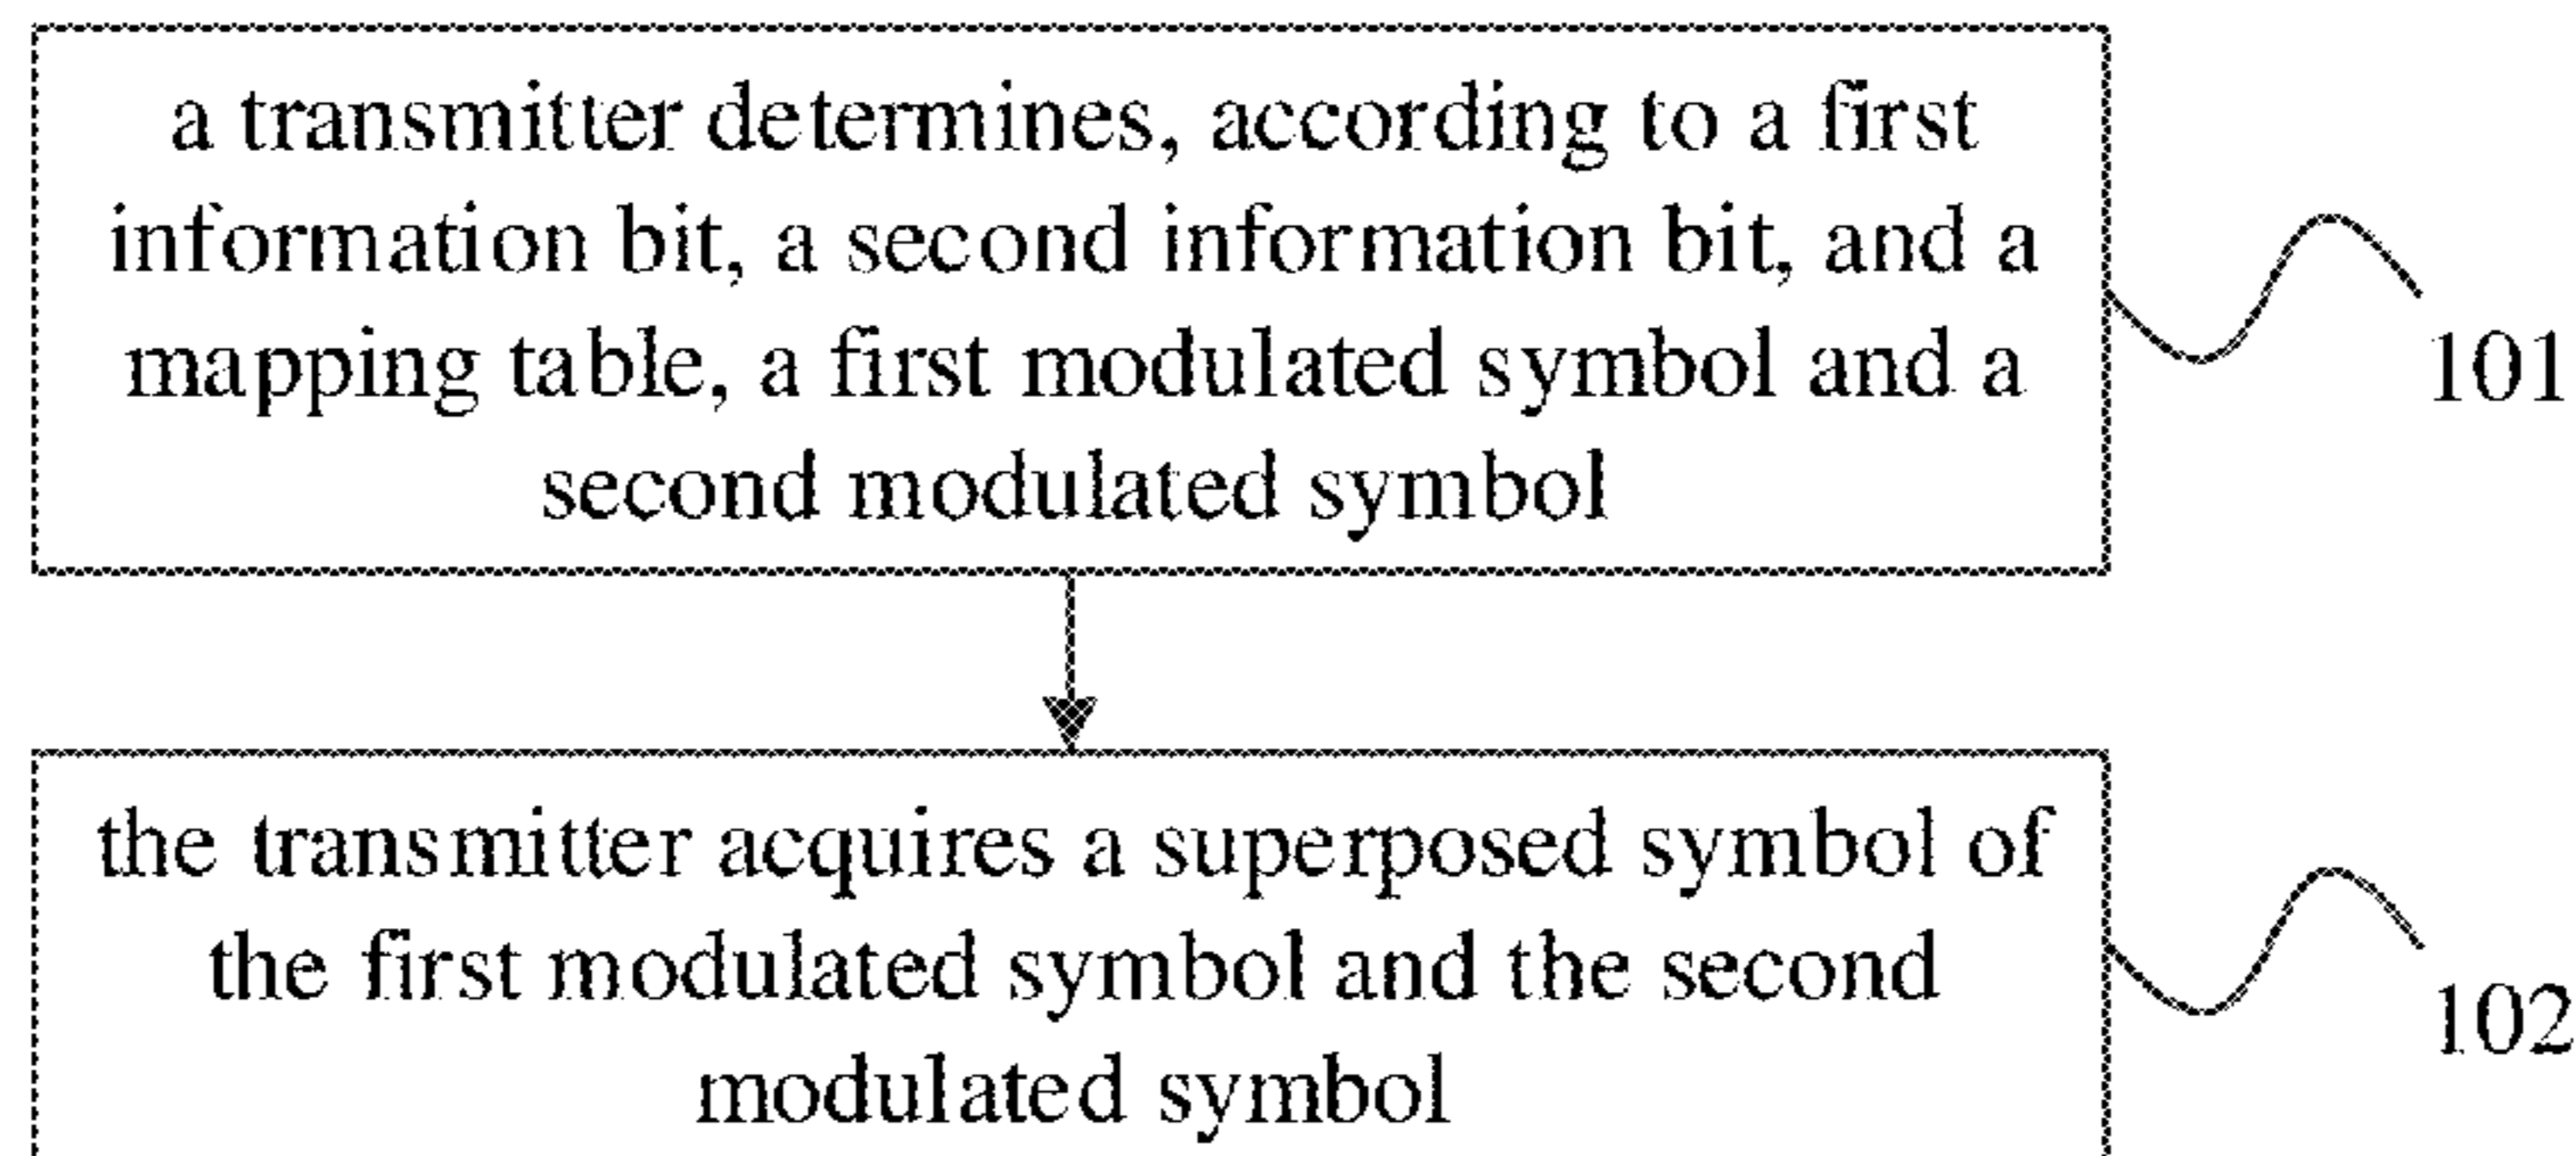 a transmitter determines, according to a first
information bit, a second information bit, and a
mapping table, a first modulated symbol and a
second modulated symbol
101
the transmitter acquires a superposed symbol of
the first modulated symbol and the second
modulated symbol
102